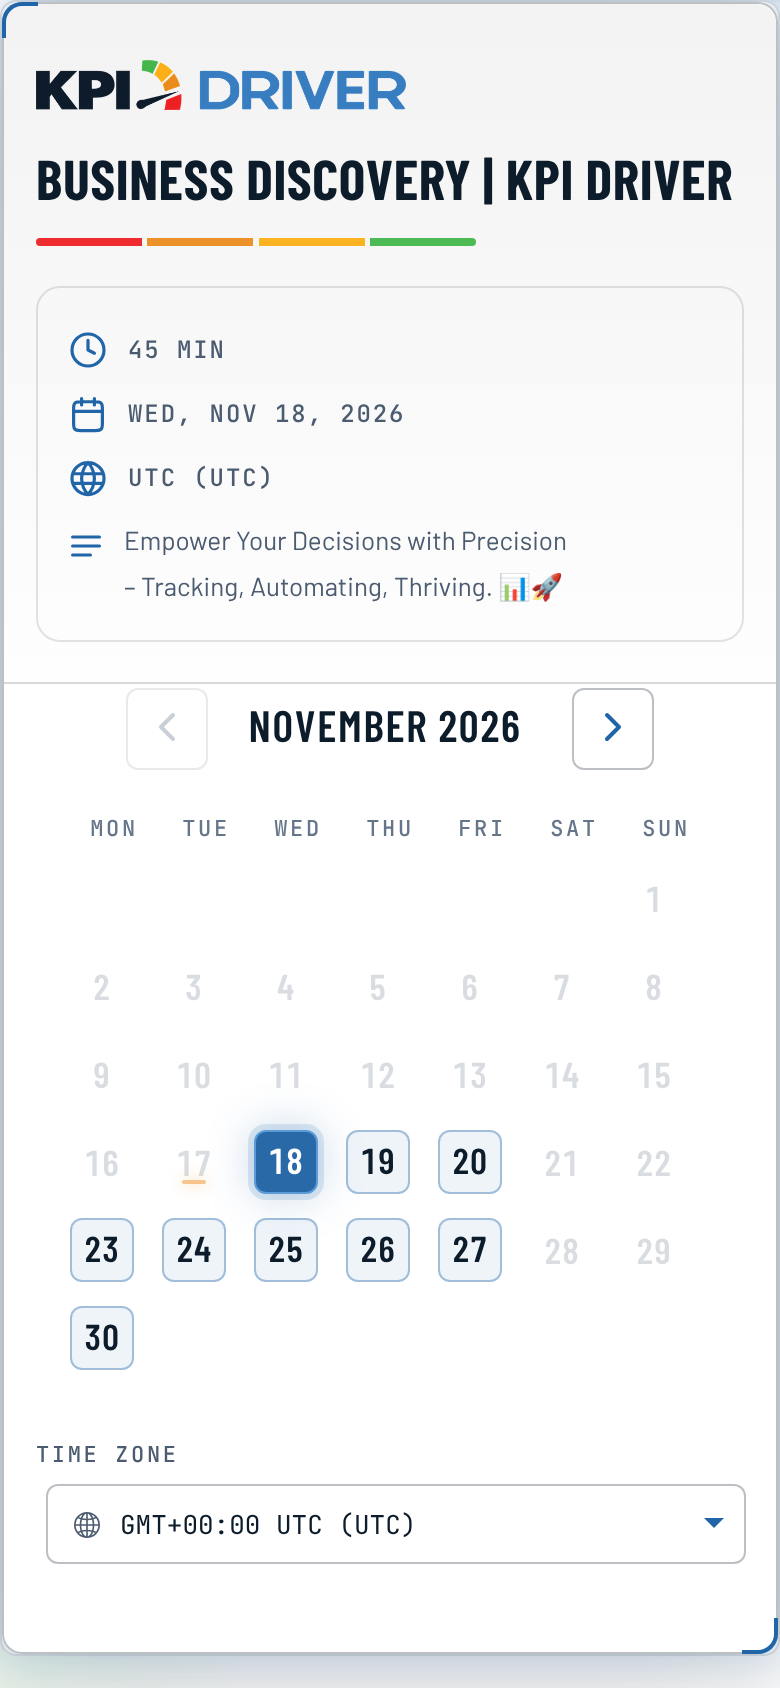 KPI DRIVER
BUSINESS DISCOVERY | KPI DRIVER
45 MIN
WED, NOV 18, 2026
UTC (UTC)
Empower Your Decisions with Precision
– Tracking, Automating, Thriving. 📊🚀
NOVEMBER 2026
MON TUE WED THU FRI SAT SUN
1
2 3 4 5 6 7 8
9 10 11 12 13 14 15
16 17 18 19 20 21 22
23 24 25 26 27 28 29
30
TIME ZONE
GMT+00:00 UTC (UTC)